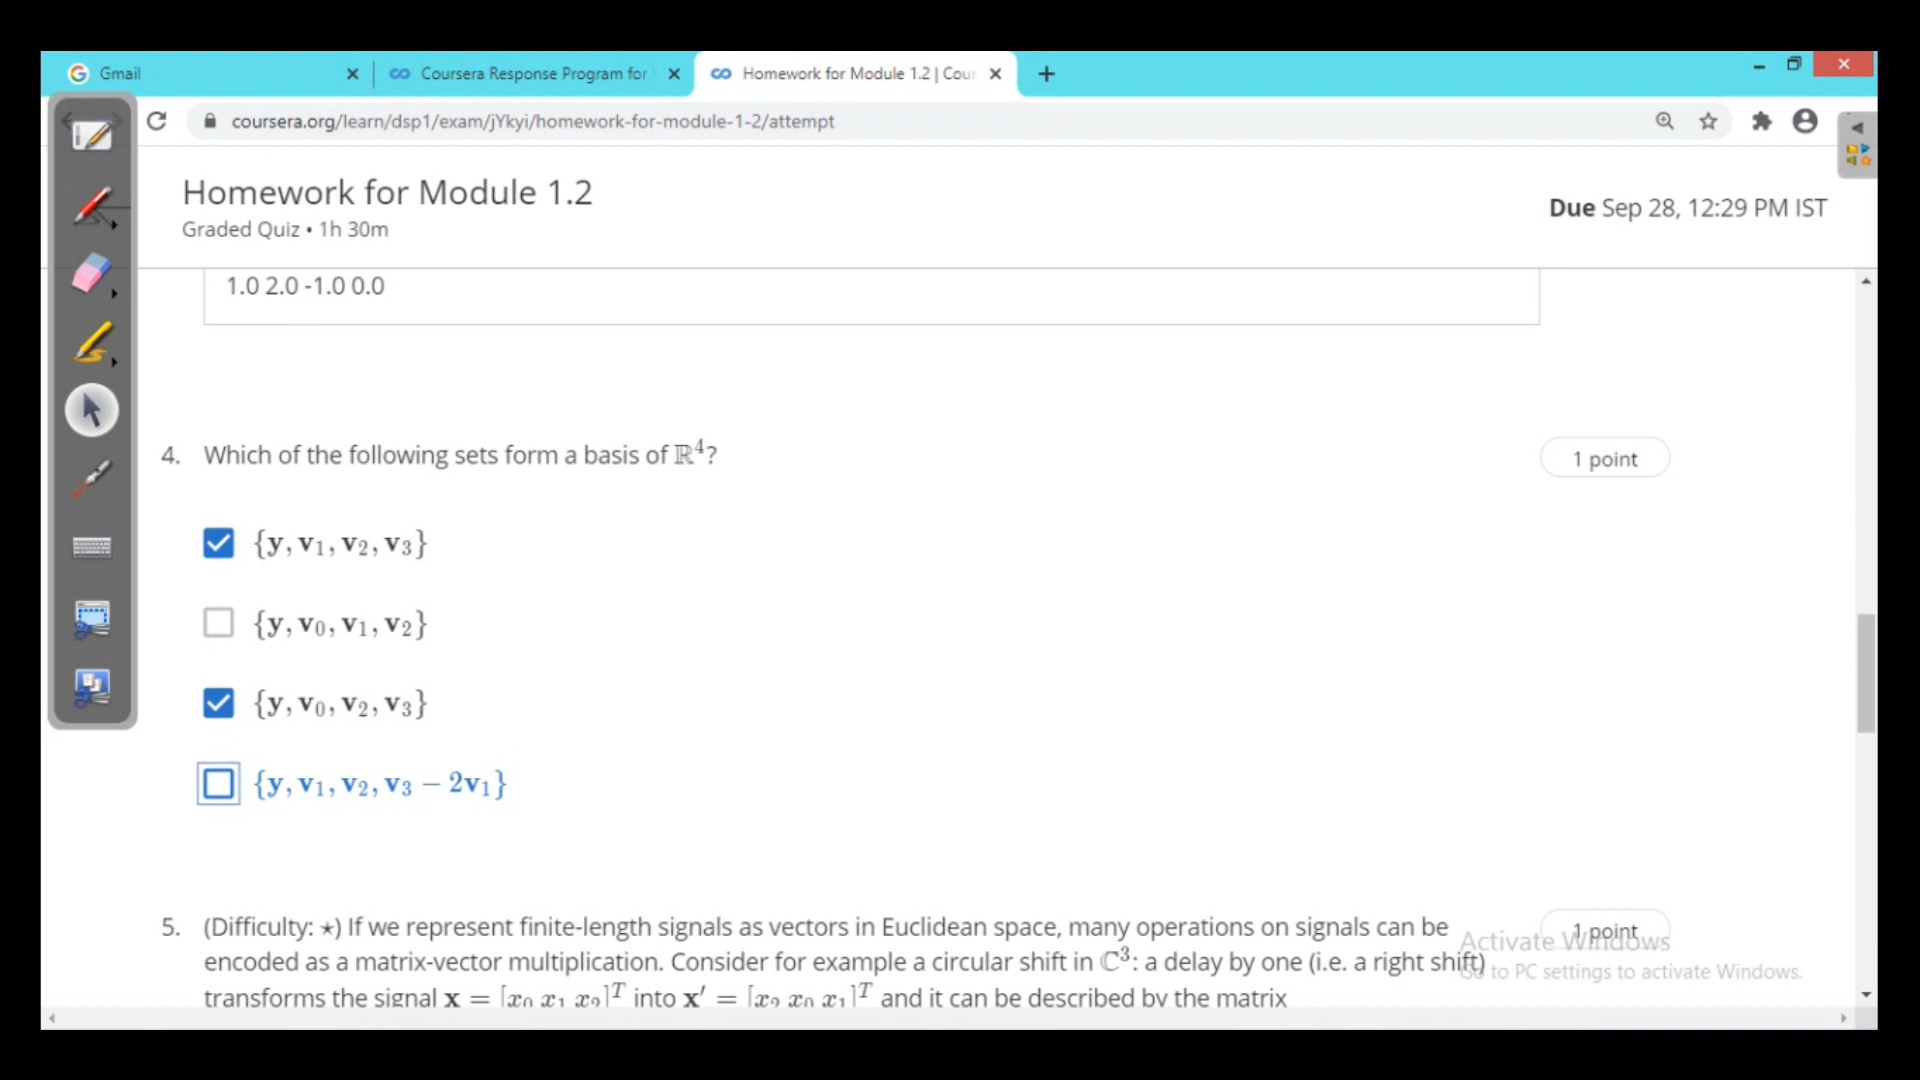 Gmail
Coursera Response Program for
Homework for Module 1.2 | Cour
coursera.org/learn/dsp1/exam/jYkyi/homework-for-module-1-2/attempt
Homework for Module 1.2
Graded Quiz • 1h 30m
Due Sep 28, 12:29 PM IST
1.0 2.0 -1.0 0.0
4. Which of the following sets form a basis of ℝ⁴?
1 point
{y, v₁, v₂, v₃}
{y, v₀, v₁, v₂}
{y, v₀, v₂, v₃}
{y, v₁, v₂, v₃ − 2v₁}
5. (Difficulty: ⋆) If we represent finite-length signals as vectors in Euclidean space, many operations on signals can be
1 point
encoded as a matrix-vector multiplication. Consider for example a circular shift in ℂ³: a delay by one (i.e. a right shift)
transforms the signal x = [x₀ x₁ x₂]ᵀ into x′ = [x₂ x₀ x₁]ᵀ and it can be described by the matrix
Activate Windows
Go to PC settings to activate Windows.